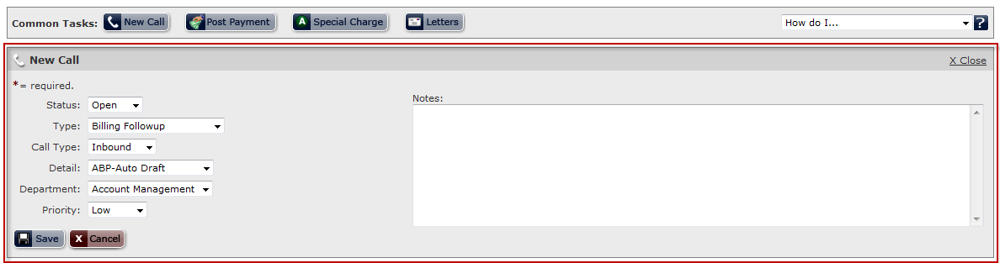 Common Tasks: New Call Post Payment A Special Charge Letters How do I... ?
New Call X Close
*= required.
Notes:
Status: Open
Type: Billing Followup
Call Type: Inbound
Detail: ABP-Auto Draft
Department: Account Management
Priority: Low
Save X Cancel